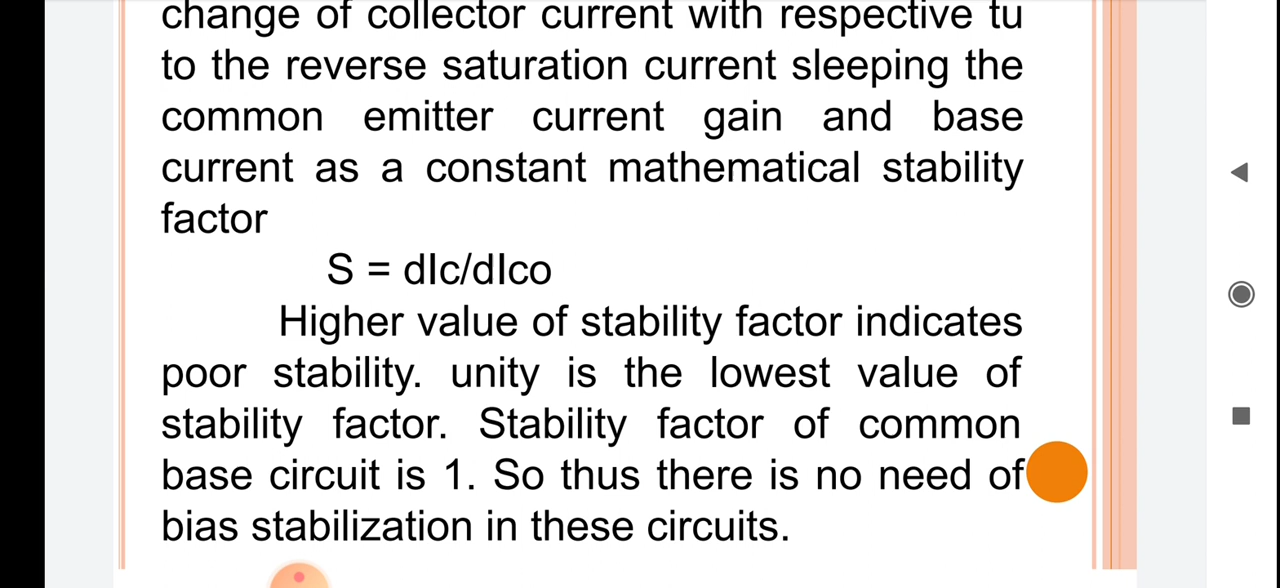 change of collector current with respective tu
to the reverse saturation current sleeping the
common emitter current gain and base
current as a constant mathematical stability
factor
S = dIc/dIco
Higher value of stability factor indicates
poor stability. unity is the lowest value of
stability factor. Stability factor of common
base circuit is 1. So thus there is no need of
bias stabilization in these circuits.